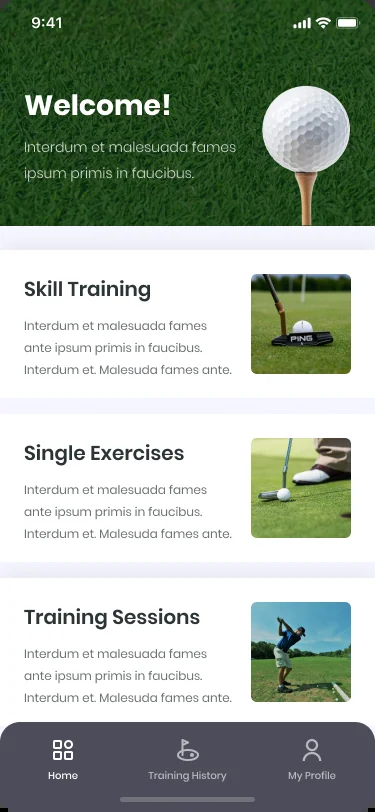 9:41
Welcome!
Interdum et malesuada fames
ipsum primis in faucibus.
Skill Training
Interdum et malesuada fames
ante ipsum primis in faucibus.
Interdum et. Malesuda fames ante.
PING
Single Exercises
Interdum et malesuada fames
ante ipsum primis in faucibus.
Interdum et. Malesuda fames ante.
Training Sessions
Interdum et malesuada fames
ante ipsum primis in faucibus.
Interdum et. Malesuda fames ante.
Home
Training History
My Profile